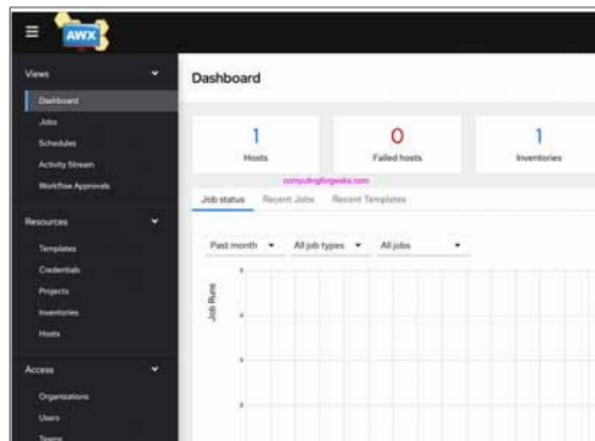 AWX
Views
Dashboard
Jobs
Schedules
Activity Stream
Workflow Approvals
Resources
Templates
Credentials
Projects
Inventories
Hosts
Access
Organizations
Users
Teams
Dashboard
1
Hosts
0
Failed hosts
1
Inventories
computingforgeeks.com
Job status Recent Jobs Recent Templates
Past month All job types All jobs
Job Runs
4